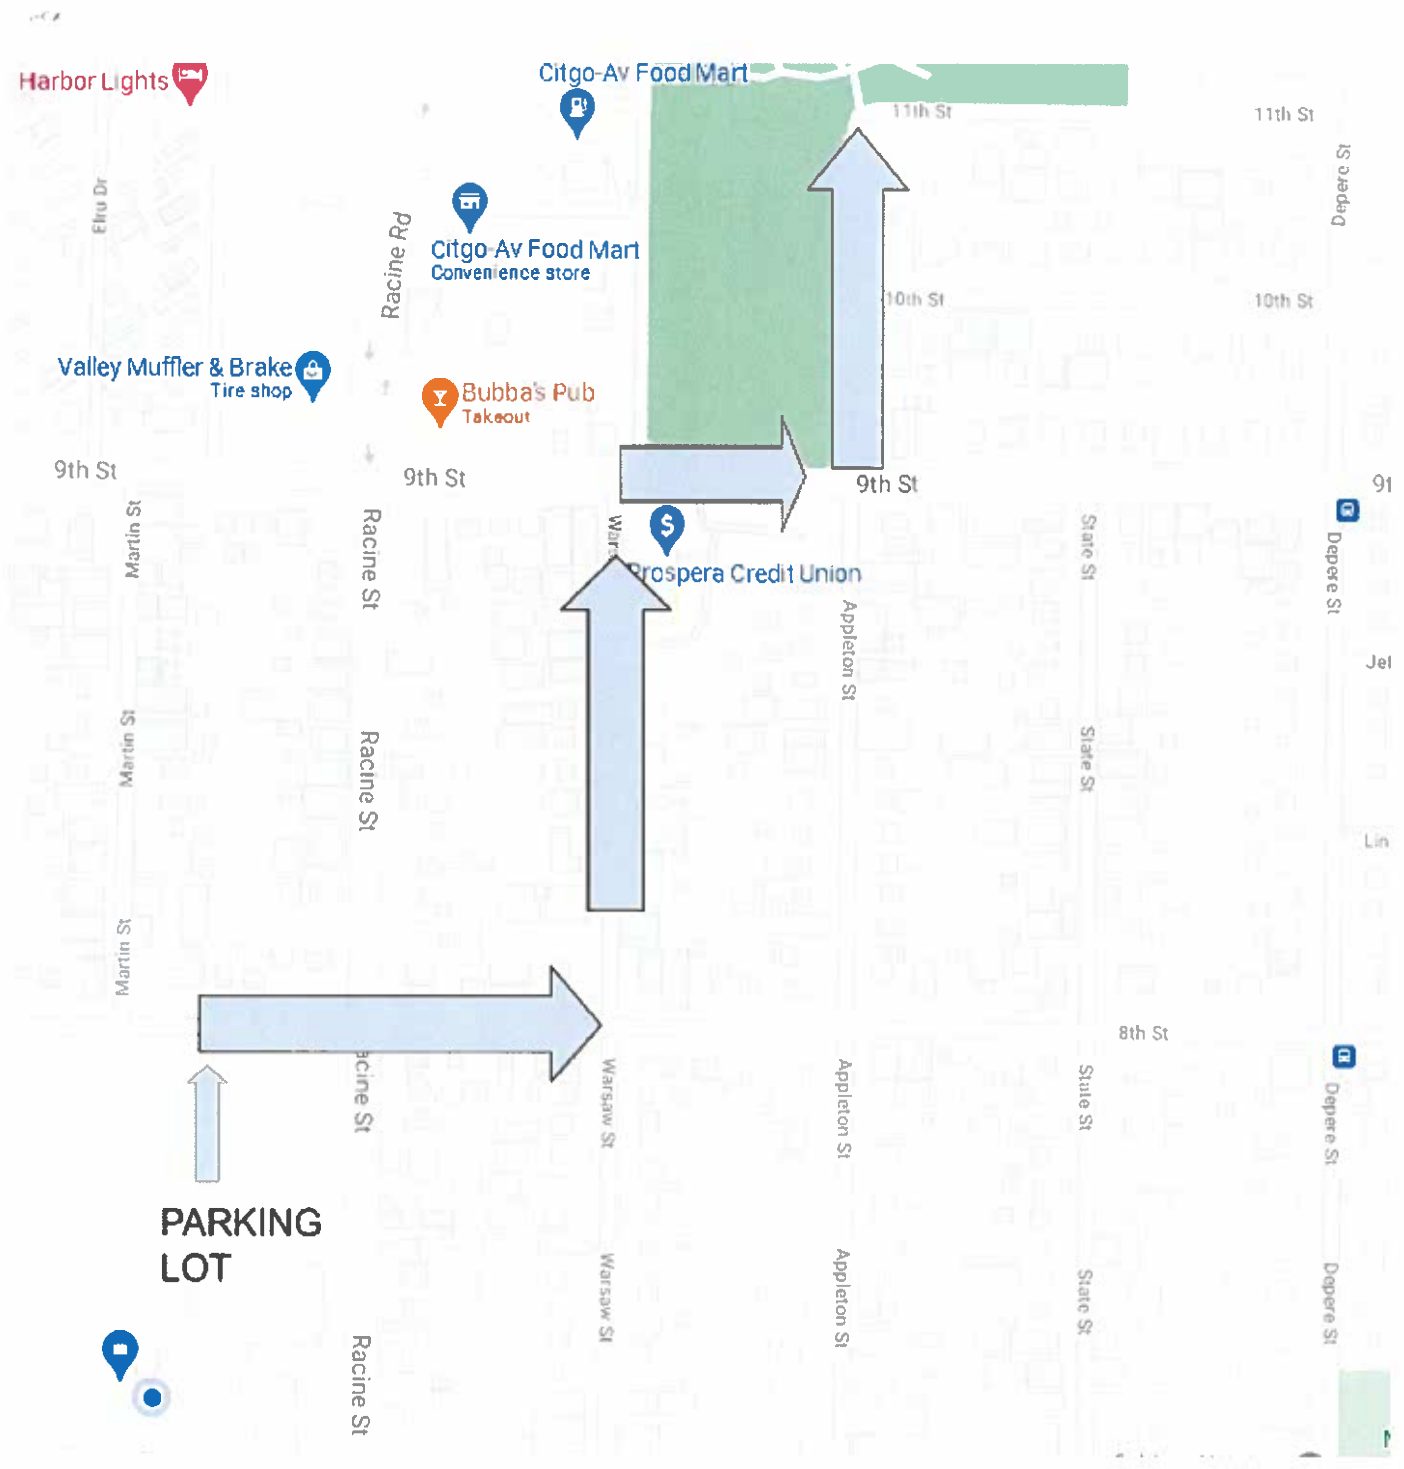 Harbor Lights
Citgo-Av Food Mart
11th St
11th St
Elru Dr
Depere St
Racine Rd
Citgo-Av Food Mart
Convenience store
10th St
10th St
Valley Muffler & Brake
Tire shop
Bubba's Pub
Takeout
9th St
9th St
9th St
91
Martin St
Racine St
War
$
State St
Depere St
Prospera Credit Union
Appleton St
Jef
Martin St
Racine St
State St
Lin
Martin St
8th St
acine St
Warsaw St
Appleton St
State St
Depere St
PARKING
LOT
Warsaw St
Appleton St
State St
Depere St
Racine St